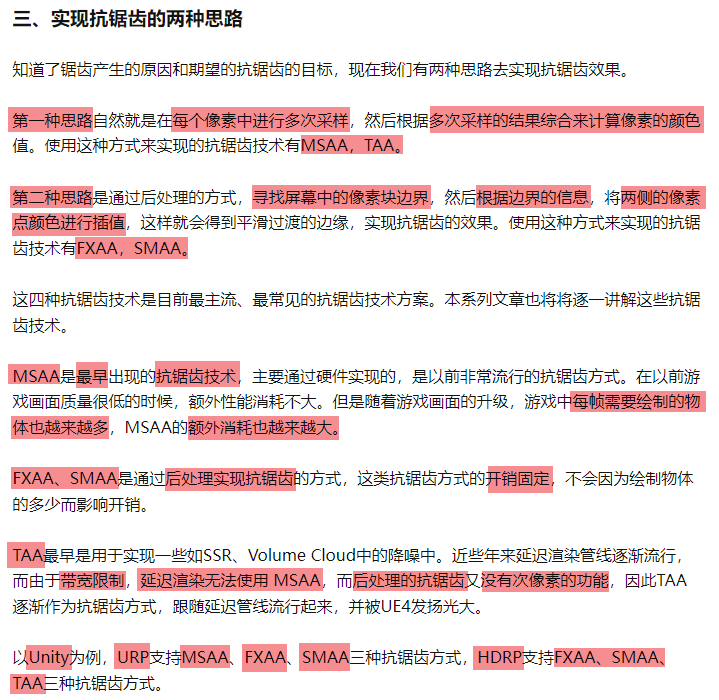 三、实现抗锯齿的两种思路
知道了锯齿产生的原因和期望的抗锯齿的目标，现在我们有两种思路去实现抗锯齿效果。
第一种思路自然就是在每个像素中进行多次采样，然后根据多次采样的结果综合来计算像素的颜色
值。使用这种方式来实现的抗锯齿技术有MSAA，TAA。
第二种思路是通过后处理的方式，寻找屏幕中的像素块边界，然后根据边界的信息，将两侧的像素
点颜色进行插值，这样就会得到平滑过渡的边缘，实现抗锯齿的效果。使用这种方式来实现的抗锯
齿技术有FXAA，SMAA。
这四种抗锯齿技术是目前最主流、最常见的抗锯齿技术方案。本系列文章也将将逐一讲解这些抗锯
齿技术。
MSAA是最早出现的抗锯齿技术，主要通过硬件实现的，是以前非常流行的抗锯齿方式。在以前游
戏画面质量很低的时候，额外性能消耗不大。但是随着游戏画面的升级，游戏中每帧需要绘制的物
体也越来越多，MSAA的额外消耗也越来越大。
FXAA、SMAA是通过后处理实现抗锯齿的方式，这类抗锯齿方式的开销固定，不会因为绘制物体
的多少而影响开销。
TAA最早是用于实现一些如SSR、Volume Cloud中的降噪中。近些年来延迟渲染管线逐渐流行，
而由于带宽限制，延迟渲染无法使用 MSAA，而后处理的抗锯齿又没有次像素的功能，因此TAA
逐渐作为抗锯齿方式，跟随延迟管线流行起来，并被UE4发扬光大。
以Unity为例，URP支持MSAA、FXAA、SMAA三种抗锯齿方式，HDRP支持FXAA、SMAA、
TAA三种抗锯齿方式。